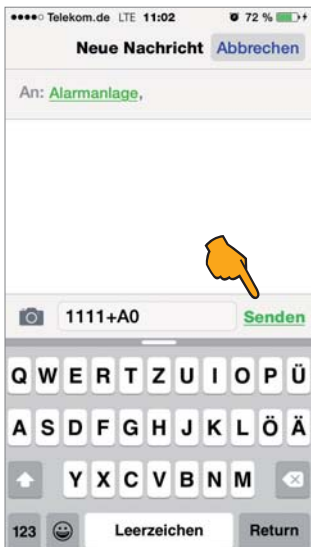 Telekom.de LTE 11:02 72 %
Neue Nachricht Abbrechen
An: Alarmanlage,
1111+A0 Senden
Q W E R T Z U I O P Ü
A S D F G H J K L Ö Ä
Y X C V B N M
123 Leerzeichen Return